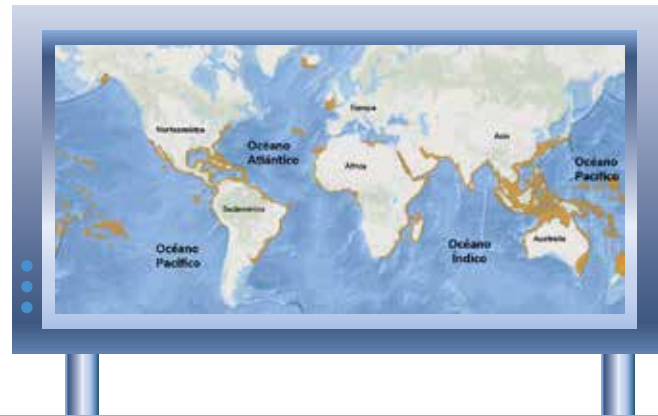 Norteamérica
Europa
Asia
Océano
Atlántico
África
Océano
Pacífico
Sudamérica
Océano
Pacífico
Océano
Índico
Australia